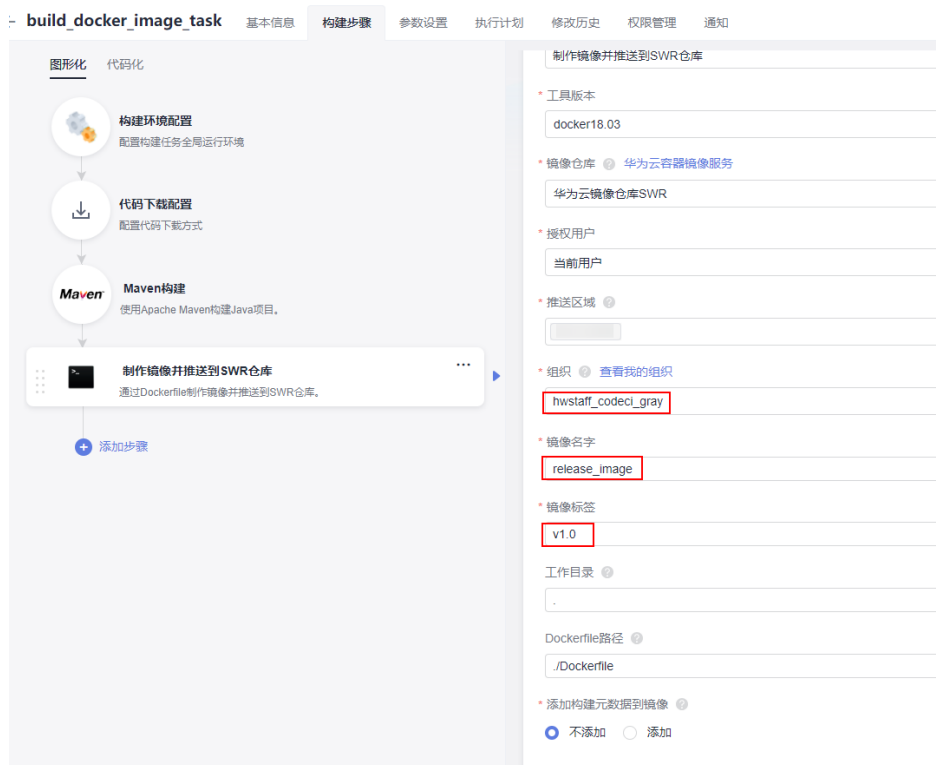 build_docker_image_task
基本信息
构建步骤
参数设置
执行计划
修改历史
权限管理
通知
图形化
代码化
构建环境配置
配置构建任务全局运行环境
代码下载配置
配置代码下载方式
Maven
Maven构建
使用Apache Maven构建Java项目。
制作镜像并推送到SWR仓库
...
通过Dockerfile制作镜像并推送到SWR仓库。
添加步骤
制作镜像并推送到SWR仓库
* 工具版本
docker18.03
* 镜像仓库 ? 华为云容器镜像服务
华为云镜像仓库SWR
* 授权用户
当前用户
* 推送区域 ?
* 组织 ? 查看我的组织
hwstaff_codeci_gray
* 镜像名字
release_image
* 镜像标签
v1.0
工作目录 ?
.
Dockerfile路径 ?
./Dockerfile
* 添加构建元数据到镜像 ?
不添加
添加